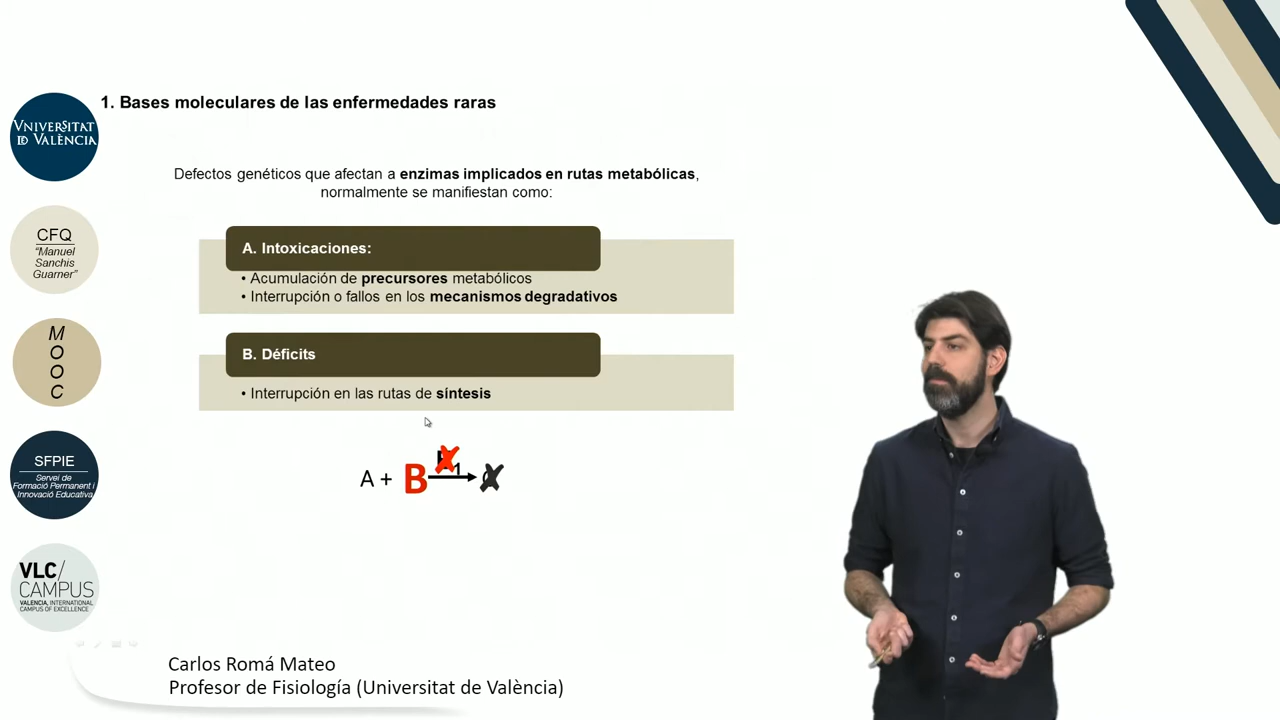 1. Bases moleculares de las enfermedades raras
VNIVERSITAT
ID VALÈNCIA
Defectos genéticos que afectan a enzimas implicados en rutas metabólicas,
normalmente se manifiestan como:
CFQ
"Manuel
Sanchis
Guarner"
A. Intoxicaciones:
• Acumulación de precursores metabólicos
• Interrupción o fallos en los mecanismos degradativos
M
O
O
C
B. Déficits
• Interrupción en las rutas de síntesis
A + B
1
SFPIE
Servei de
Formació Permanent i
Innovació Educativa
VLC/
CAMPUS
VALENCIA, INTERNATIONAL
CAMPUS OF EXCELLENCE
Carlos Romá Mateo
Profesor de Fisiología (Universitat de València)